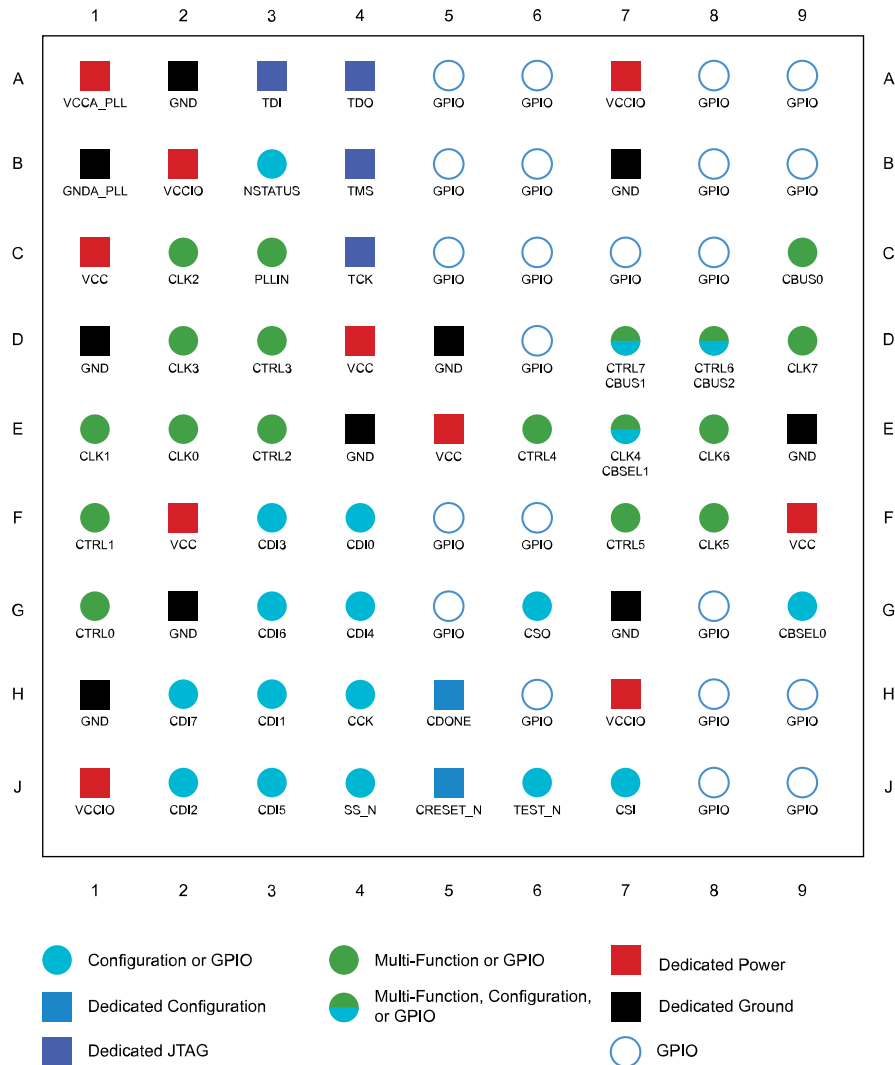 1 2 3 4 5 6 7 8 9
A A
VCCA_PLL GND TDI TDO GPIO GPIO VCCIO GPIO GPIO
B B
GNDA_PLL VCCIO NSTATUS TMS GPIO GPIO GND GPIO GPIO
C C
VCC CLK2 PLLIN TCK GPIO GPIO GPIO GPIO CBUS0
D D
GND CLK3 CTRL3 VCC GND GPIO CTRL7 CTRL6 CLK7
CBUS1 CBUS2
E E
CLK1 CLK0 CTRL2 GND VCC CTRL4 CLK4 CLK6 GND
CBSEL1
F F
CTRL1 VCC CDI3 CDI0 GPIO GPIO CTRL5 CLK5 VCC
G G
CTRL0 GND CDI6 CDI4 GPIO CSO GND GPIO CBSEL0
H H
GND CDI7 CDI1 CCK CDONE GPIO VCCIO GPIO GPIO
J J
VCCIO CDI2 CDI5 SS_N CRESET_N TEST_N CSI GPIO GPIO
1 2 3 4 5 6 7 8 9
Configuration or GPIO
Dedicated Configuration
Dedicated JTAG
Multi-Function or GPIO
Multi-Function, Configuration,
or GPIO
Dedicated Power
Dedicated Ground
GPIO